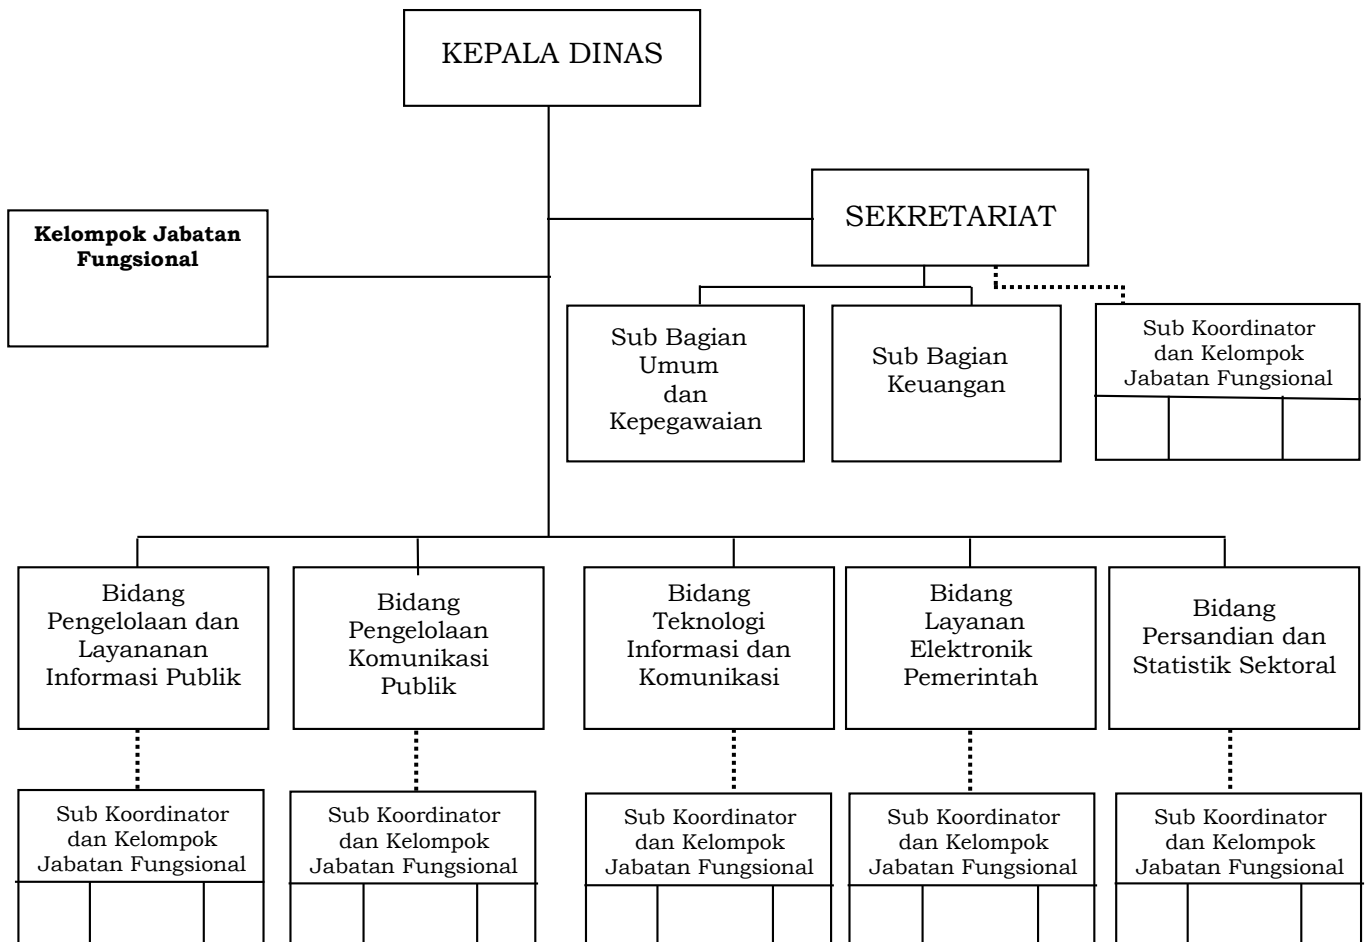 KEPALA DINAS
SEKRETARIAT
Kelompok Jabatan
Fungsional
Sub Bagian
Umum
dan
Kepegawaian
Sub Bagian
Keuangan
Sub Koordinator
dan Kelompok
Jabatan Fungsional
Bidang
Pengelolaan dan
Layananan
Informasi Publik
Bidang
Pengelolaan
Komunikasi
Publik
Bidang
Teknologi
Informasi dan
Komunikasi
Bidang
Layanan
Elektronik
Pemerintah
Bidang
Persandian dan
Statistik Sektoral
Sub Koordinator
dan Kelompok
Jabatan Fungsional
Sub Koordinator
dan Kelompok
Jabatan Fungsional
Sub Koordinator
dan Kelompok
Jabatan Fungsional
Sub Koordinator
dan Kelompok
Jabatan Fungsional
Sub Koordinator
dan Kelompok
Jabatan Fungsional